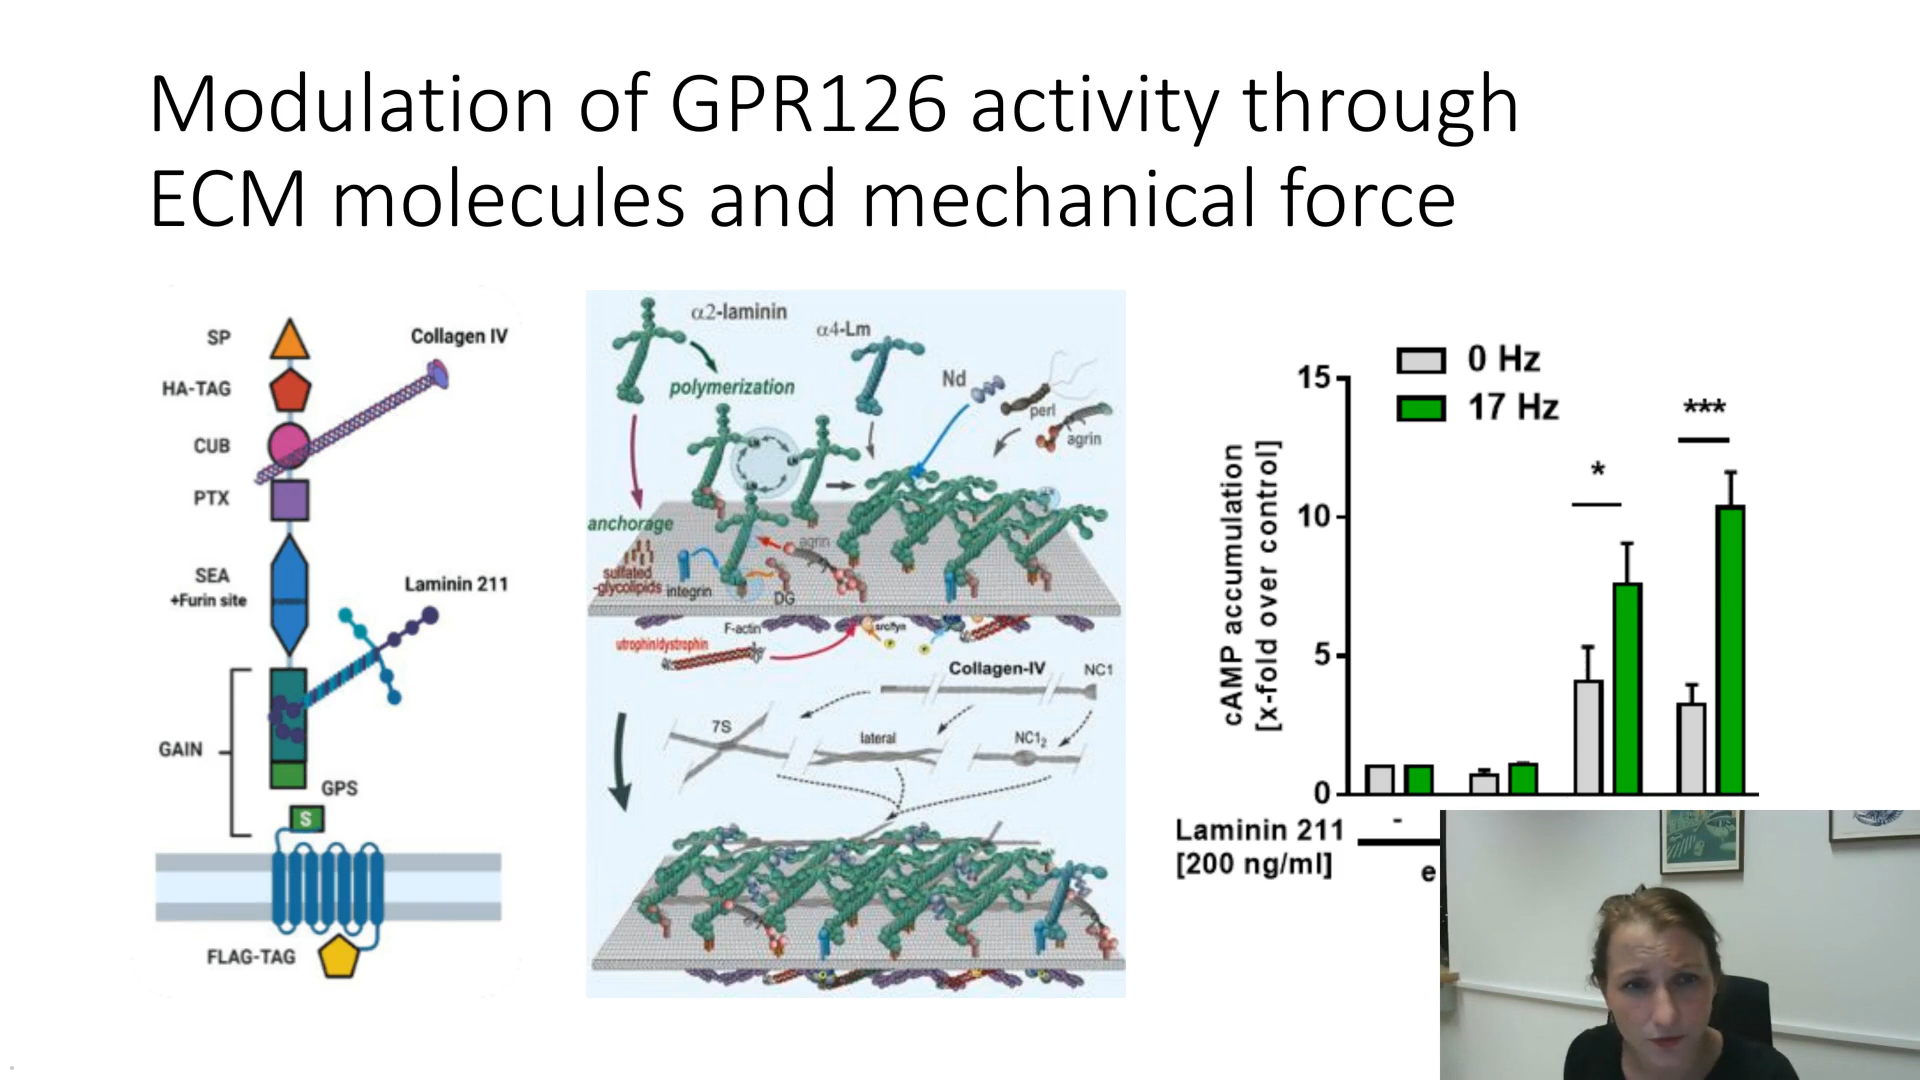 Modulation of GPR126 activity through
ECM molecules and mechanical force
SP
Collagen IV
HA-TAG
CUB
PTX
SEA
+Furin site
Laminin 211
GAIN
GPS
S
FLAG-TAG
α2-laminin
α4-Lm
polymerization
Nd
perl
agrin
anchorage
agrin
sulfated
-glycolipids
integrin
DG
F-actin
src/fyn
utrophin/dystrophin
Collagen-IV
NC1
7S
lateral
NC1₂
0 Hz
17 Hz
***
*
15
10
5
0
cAMP accumulation
[x-fold over control]
Laminin 211
[200 ng/ml]
-
e